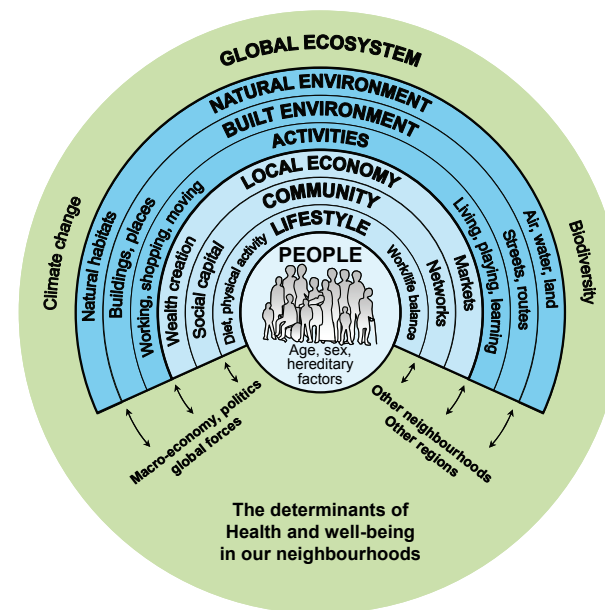 GLOBAL ECOSYSTEM
NATURAL ENVIRONMENT
BUILT ENVIRONMENT
ACTIVITIES
LOCAL ECONOMY
COMMUNITY
LIFESTYLE
PEOPLE
Age, sex,
hereditary
factors
Climate change
Natural habitats
Buildings, places
Working, shopping, moving
Wealth creation
Social capital
Diet, physical activity
Work/life balance
Networks
Markets
Living, playing, learning
Streets, routes
Air, water, land
Biodiversity
Macro-economy, politics
global forces
Other neighbourhoods
Other regions
The determinants of
Health and well-being
in our neighbourhoods